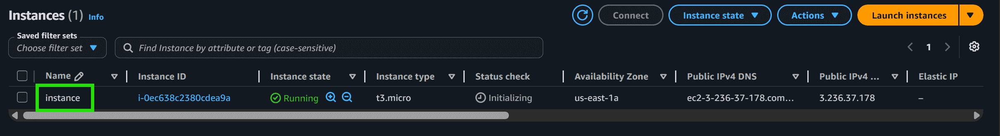 Instances (1) Info
Connect
Instance state
Actions
Launch instances
Saved filter sets
Choose filter set
Find Instance by attribute or tag (case-sensitive)
1
Name Instance ID Instance state Instance type Status check Availability Zone Public IPv4 DNS Public IPv4 ... Elastic IP
instance i-0ec638c2380cdea9a Running t3.micro Initializing us-east-1a ec2-3-236-37-178.com... 3.236.37.178 –